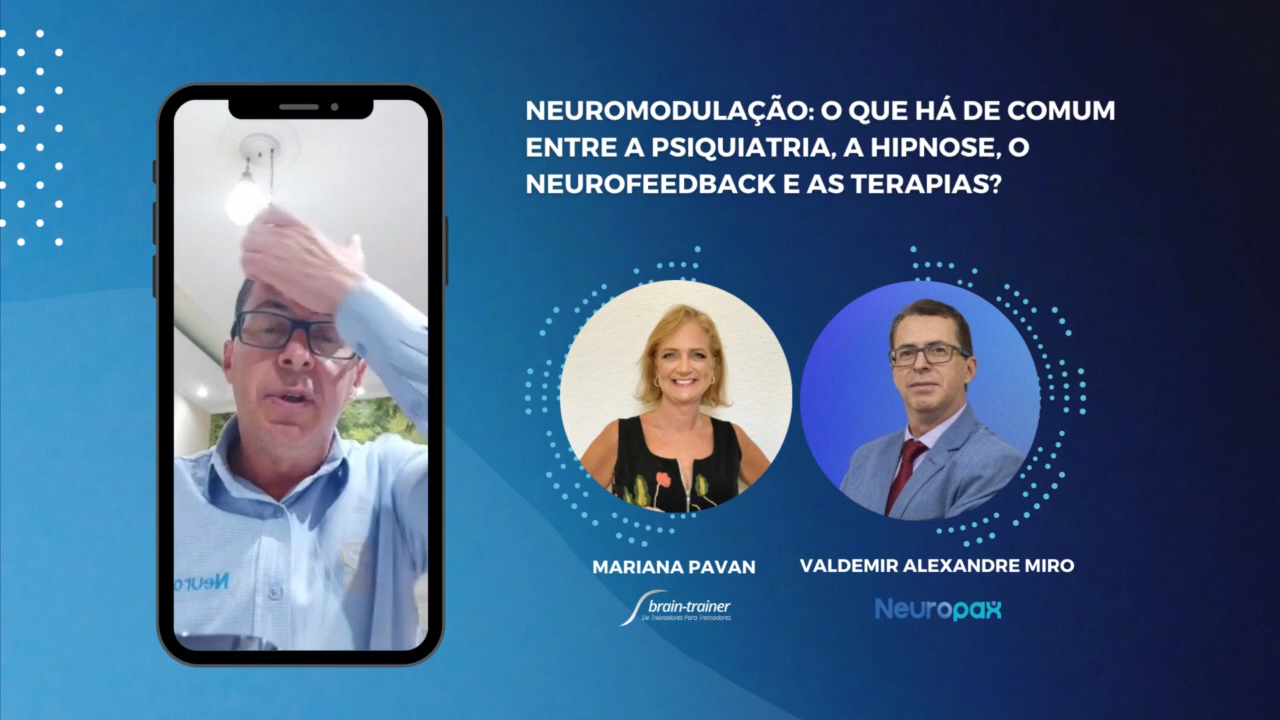 NEUROMODULAÇÃO: O QUE HÁ DE COMUM
ENTRE A PSIQUIATRIA, A HIPNOSE, O
NEUROFEEDBACK E AS TERAPIAS?
MARIANA PAVAN
VALDEMIR ALEXANDRE MIRO
brain-trainer
De Treinadores Para Treinadores
Neuropax
Neuro